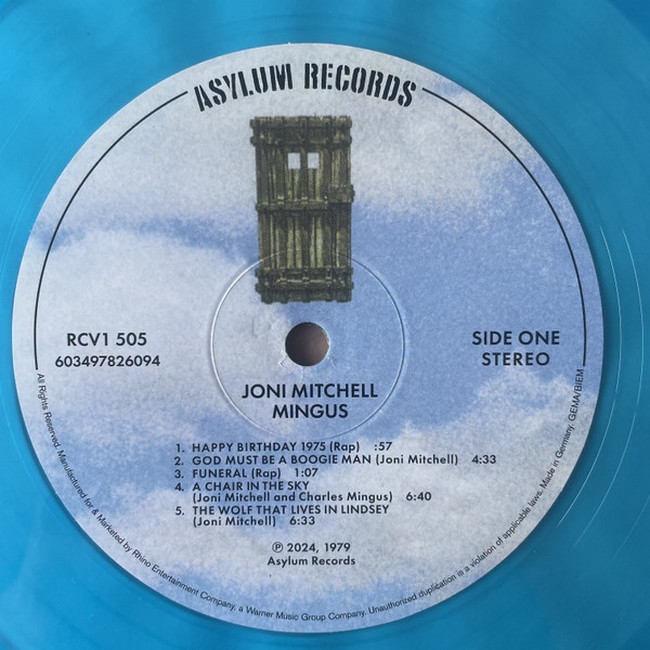 ASYLUM RECORDS
RCV1 505
603497826094
SIDE ONE
STEREO
JONI MITCHELL
MINGUS
1. HAPPY BIRTHDAY 1975 (Rap) :57
2. GOD MUST BE A BOOGIE MAN (Joni Mitchell) 4:33
3. FUNERAL (Rap) 1:07
4. A CHAIR IN THE SKY
(Joni Mitchell and Charles Mingus) 6:40
5. THE WOLF THAT LIVES IN LINDSEY
(Joni Mitchell) 6:33
℗ 2024, 1979
Asylum Records
All Rights Reserved. Manufactured for & Marketed by Rhino Entertainment Company, a Warner Music Group Company. Unauthorized duplication is a violation of applicable laws. Made in Germany. GEMA/BIEM